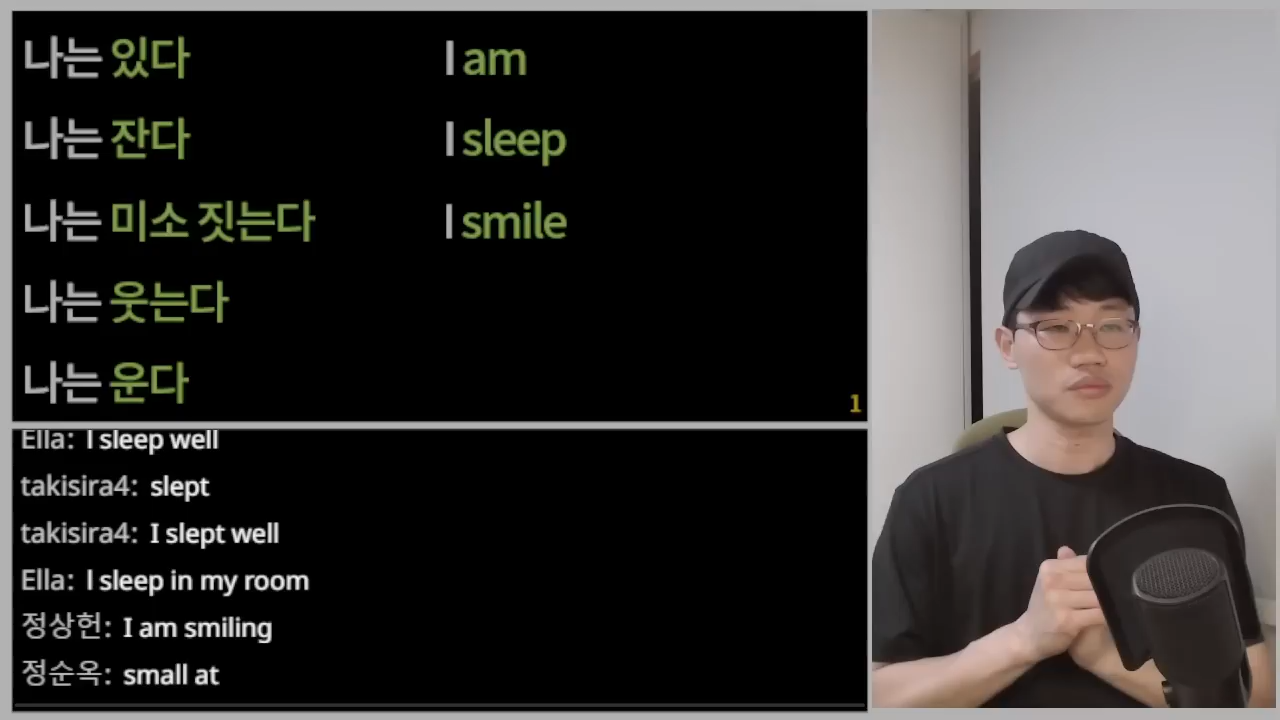 나는 있다 I am
나는 잔다 I sleep
나는 미소 짓는다 I smile
나는 웃는다
나는 운다
1
Ella: I sleep well
takisira4: slept
takisira4: I slept well
Ella: I sleep in my room
정상헌: I am smiling
정순옥: small at